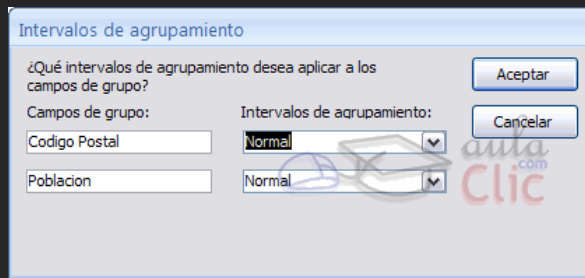 Intervalos de agrupamiento
¿Qué intervalos de agrupamiento desea aplicar a los
campos de grupo?
Aceptar
Campos de grupo:
Intervalos de agrupamiento:
Cancelar
Codigo Postal
Normal
Poblacion
Normal
aula
.com
Clic